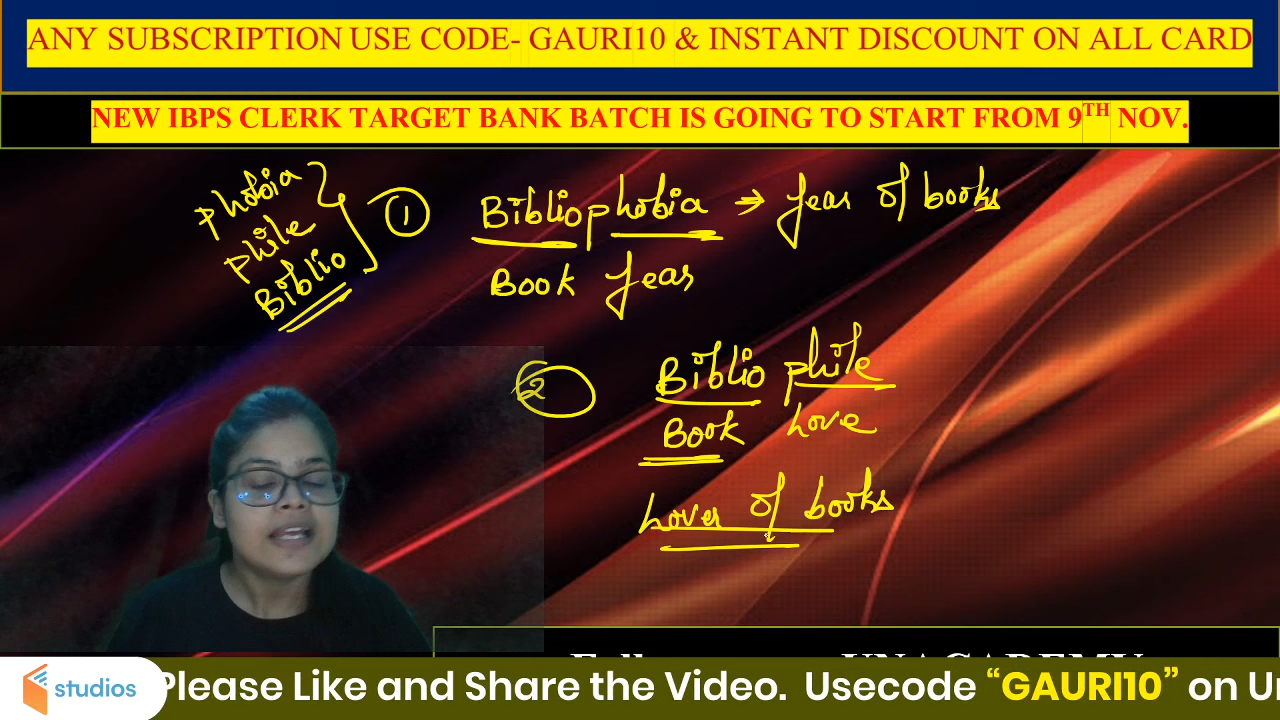 ANY SUBSCRIPTION USE CODE- GAURI10 & INSTANT DISCOUNT ON ALL CARD
NEW IBPS CLERK TARGET BANK BATCH IS GOING TO START FROM 9TH NOV.
phobia
phile
Biblio
1 Bibliophobia → fear of books
Book fear
2 Biblio phile
Book Love
Lover of books
UNACADEMY
studios
Please Like and Share the Video. Usecode “GAURI10” on Un